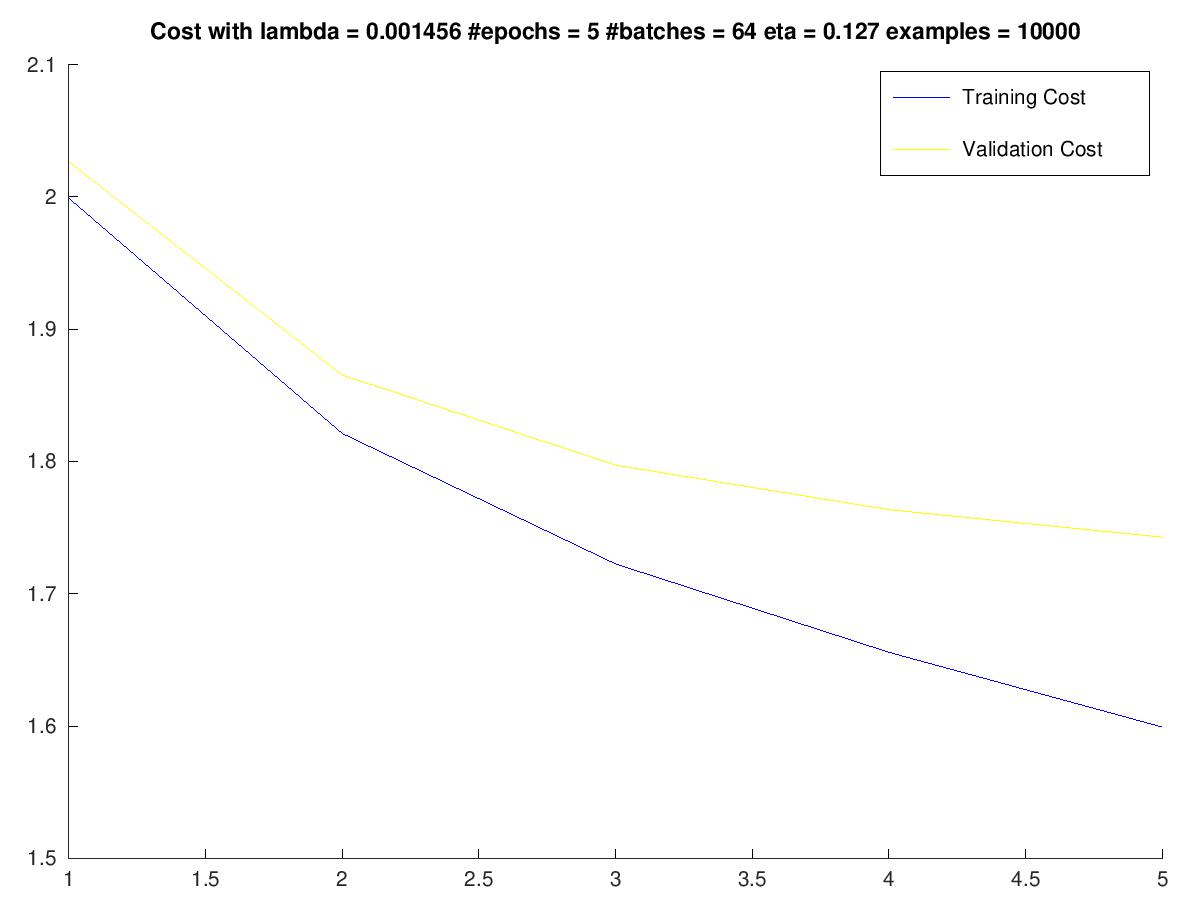 Cost with lambda = 0.001456 #epochs = 5 #batches = 64 eta = 0.127 examples = 10000
2.1
Training Cost
Validation Cost
2
1.9
1.8
1.7
1.6
1.5
1 1.5 2 2.5 3 3.5 4 4.5 5